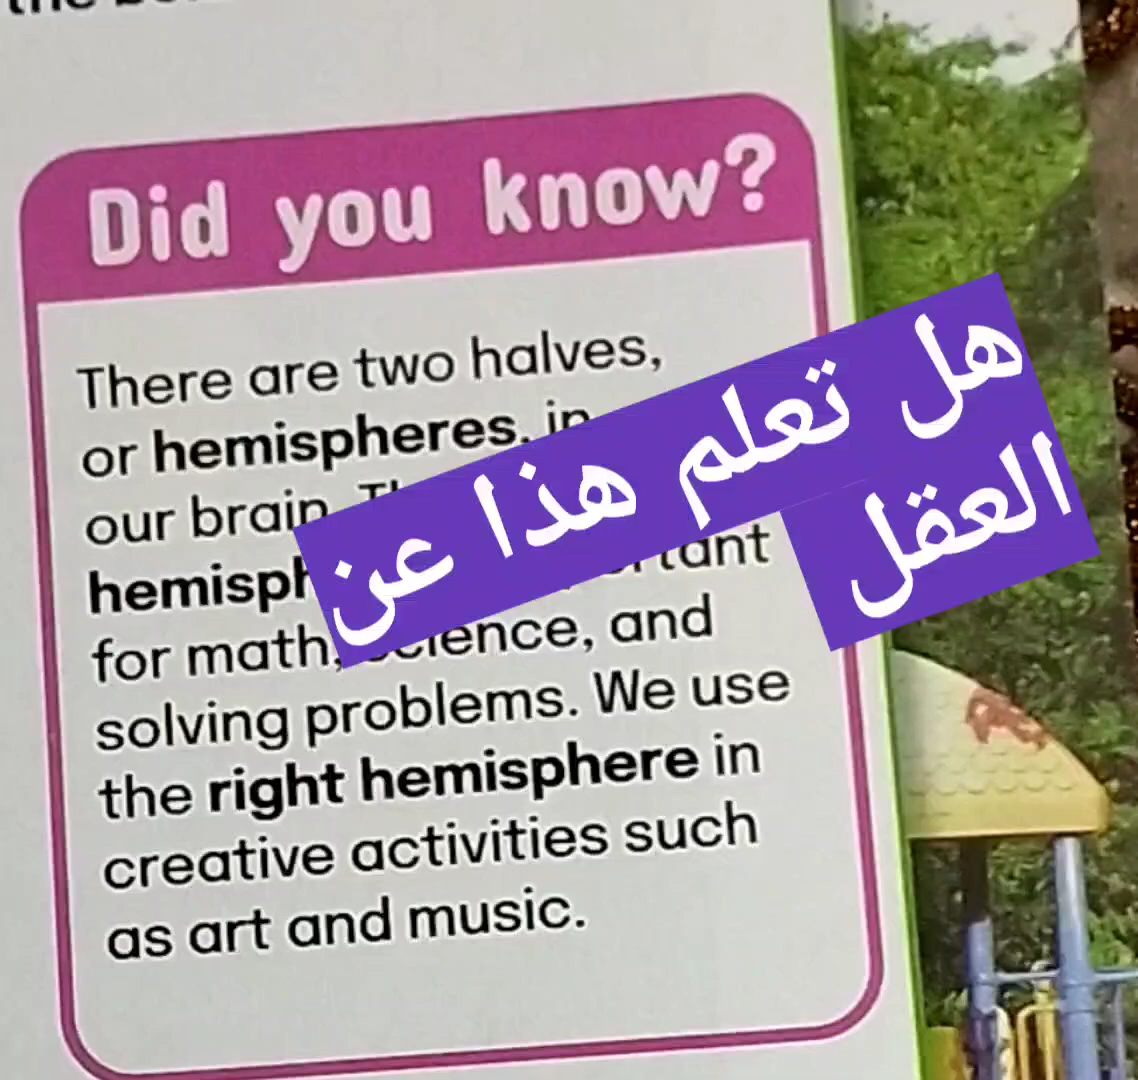 Did you know?
There are two halves,
or hemispheres, in
our brain.
for math, science, and
solving problems. We use
the right hemisphere in
creative activities such
as art and music.
هل تعلم هذا عن
العقل